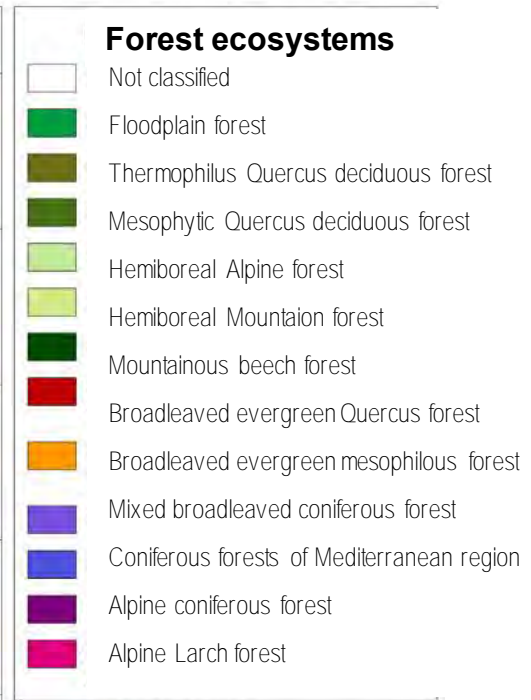 Forest ecosystems
Not classified
Floodplain forest
Thermophilus Quercus deciduous forest
Mesophytic Quercus deciduous forest
Hemiboreal Alpine forest
Hemiboreal Mountaion forest
Mountainous beech forest
Broadleaved evergreen Quercus forest
Broadleaved evergreen mesophilous forest
Mixed broadleaved coniferous forest
Coniferous forests of Mediterranean region
Alpine coniferous forest
Alpine Larch forest